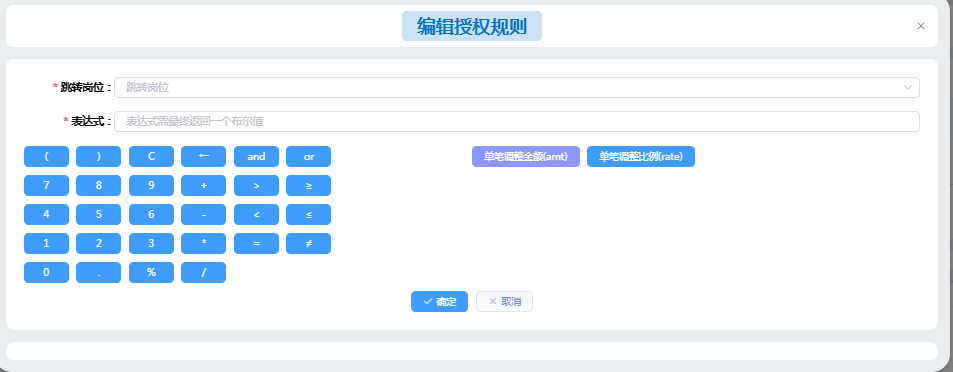 编辑授权规则
* 跳转岗位： 跳转岗位
* 表达式： 表达式需最终返回一个布尔值
( ) C ← and or 单笔调整金额(amt) 单笔调整比例(rate)
7 8 9 + > ≥
4 5 6 - < ≤
1 2 3 * = ≠
0 . % /
确定 取消